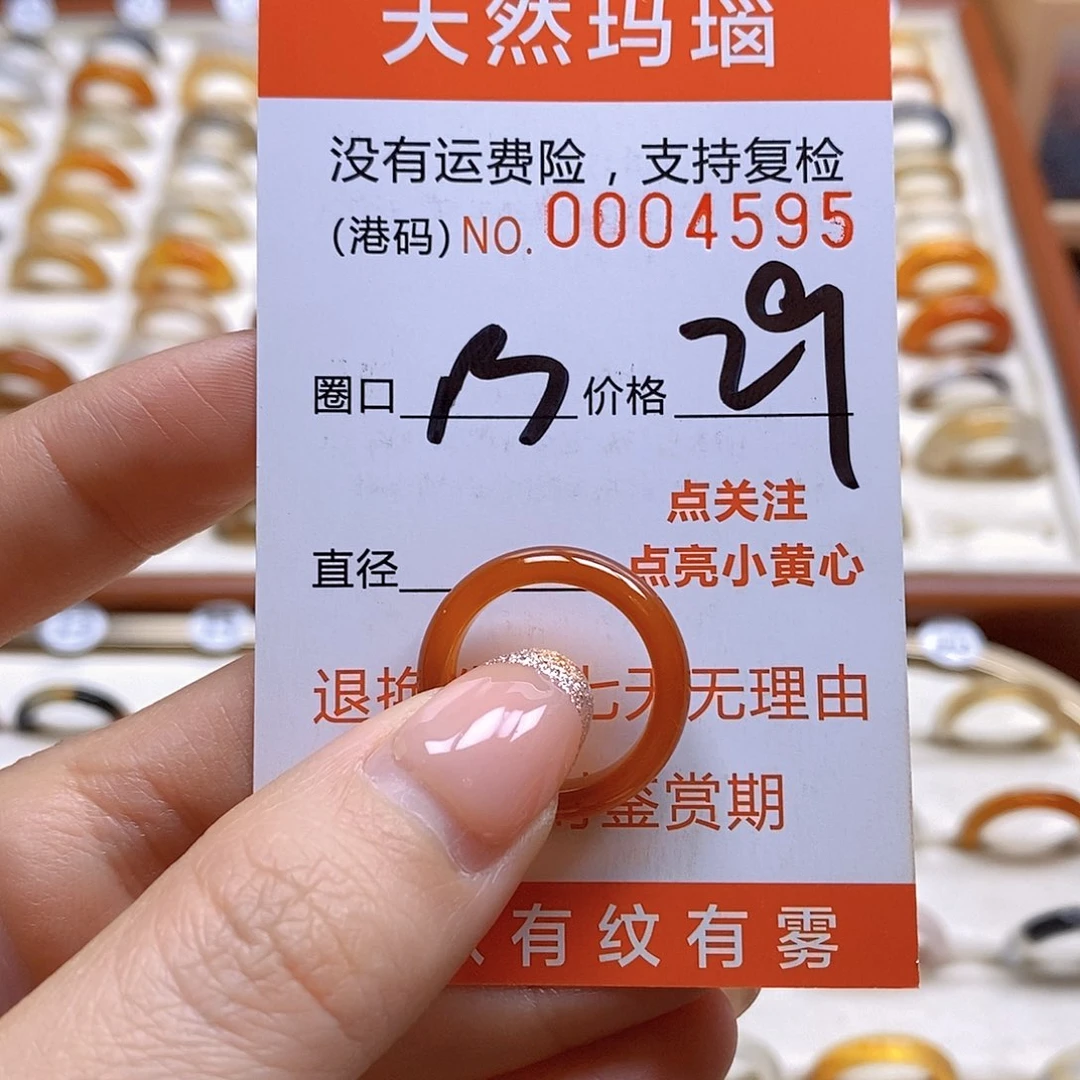 天然玛瑙
没有运费险，支持复检
(港码) NO. 0004595
圈口 价格 29
点关注
直径 点亮小黄心
退换 七天无理由
鉴赏期
有纹有雾